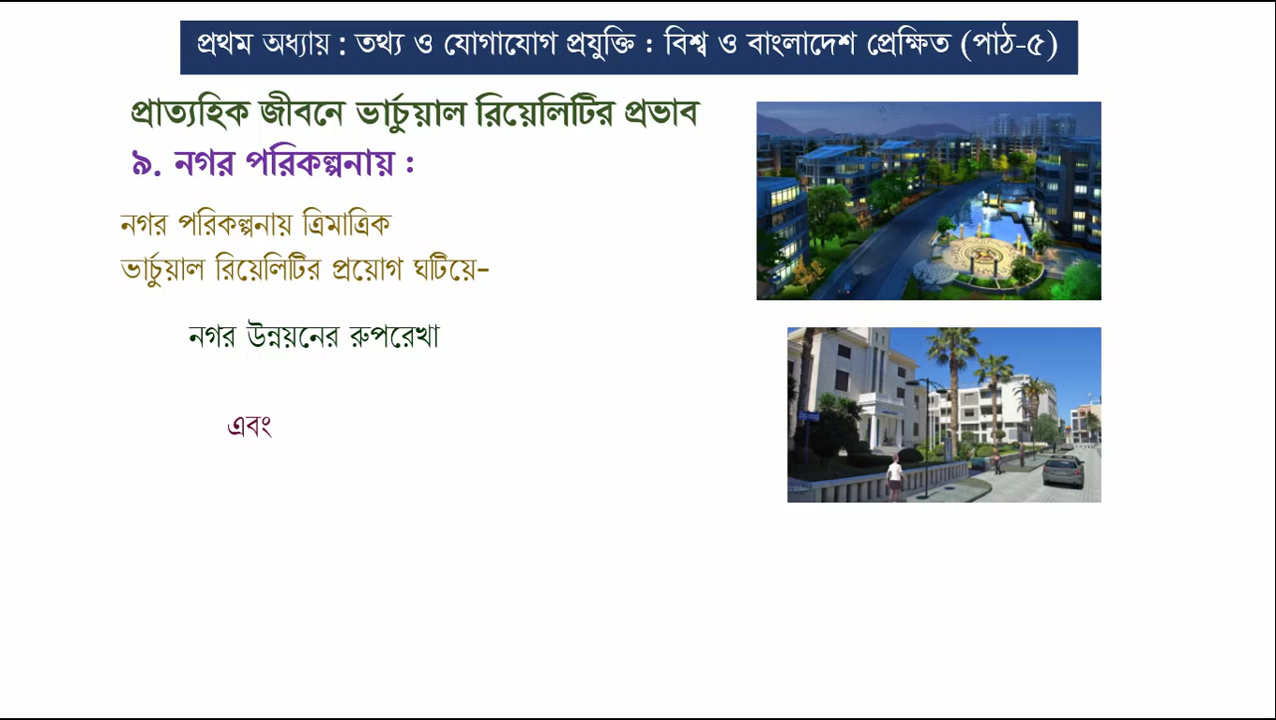 প্রথম অধ্যায় : তথ্য ও যোগাযোগ প্রযুক্তি : বিশ্ব ও বাংলাদেশ প্রেক্ষিত (পাঠ-৫)
প্রাত্যহিক জীবনে ভার্চুয়াল রিয়েলিটির প্রভাব
৯. নগর পরিকল্পনায় :
নগর পরিকল্পনায় ত্রিমাত্রিক
ভার্চুয়াল রিয়েলিটির প্রয়োগ ঘটিয়ে-
নগর উন্নয়নের রুপরেখা
এবং